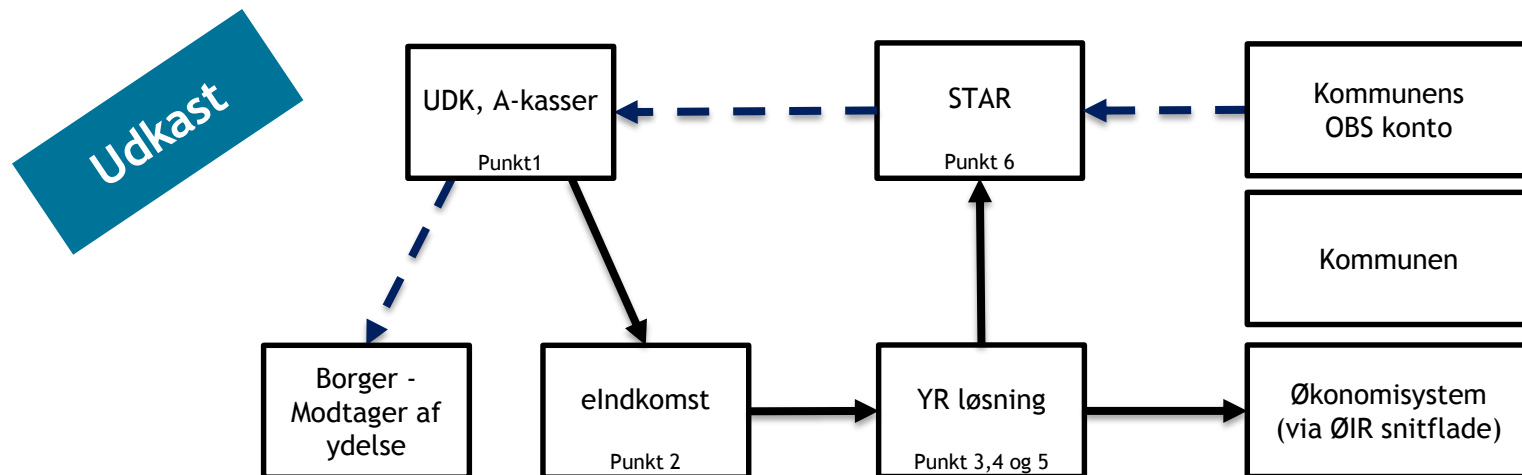 Udkast
UDK, A-kasser
Punkt1
STAR
Punkt 6
Kommunens
OBS konto
Kommunen
Borger -
Modtager af
ydelse
eIndkomst
Punkt 2
YR løsning
Punkt 3,4 og 5
Økonomisystem
(via ØIR snitflade)